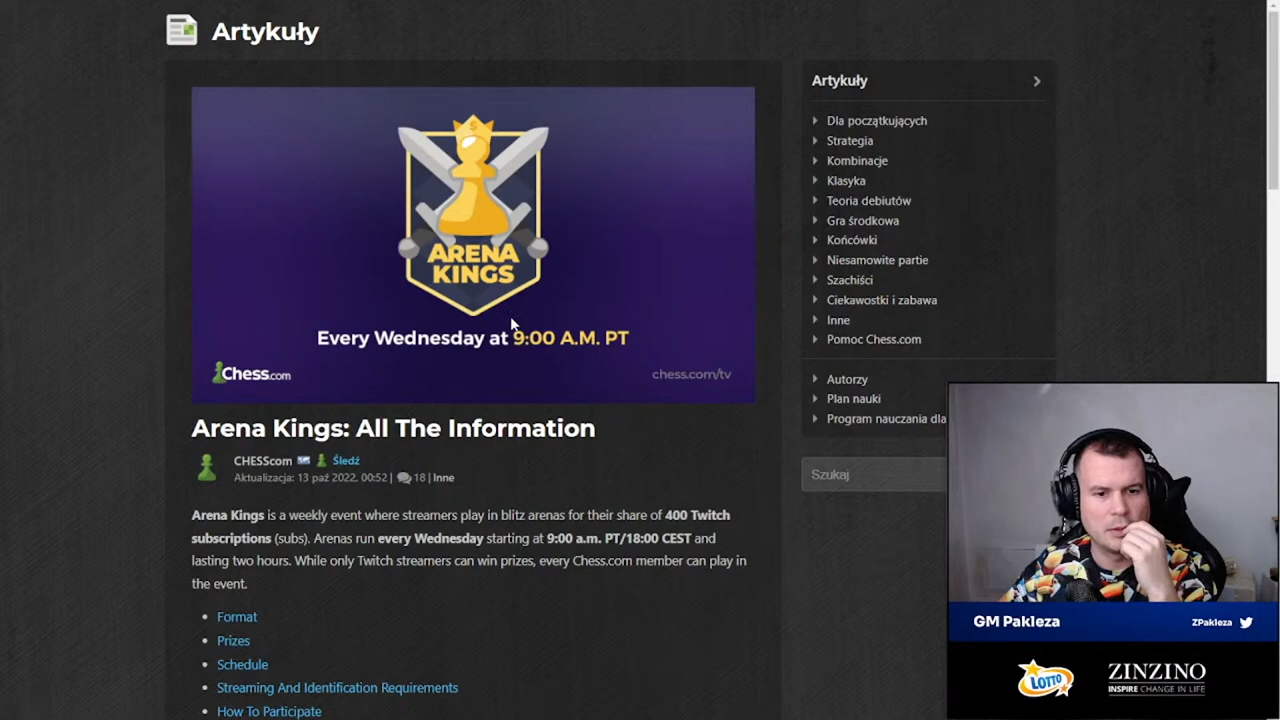 Artykuły
ARENA
KINGS
Every Wednesday at 9:00 A.M. PT
Chess.com
chess.com/tv
Arena Kings: All The Information
CHESScom Śledź
Aktualizacja: 13 paź 2022, 00:52 | 18 | Inne
Arena Kings is a weekly event where streamers play in blitz arenas for their share of 400 Twitch
subscriptions (subs). Arenas run every Wednesday starting at 9:00 a.m. PT/18:00 CEST and
lasting two hours. While only Twitch streamers can win prizes, every Chess.com member can play in
the event.
Format
Prizes
Schedule
Streaming And Identification Requirements
How To Participate
Artykuły
Dla początkujących
Strategia
Kombinacje
Klasyka
Teoria debiutów
Gra środkowa
Końcówki
Niesamowite partie
Szachiści
Ciekawostki i zabawa
Inne
Pomoc Chess.com
Autorzy
Plan nauki
Program nauczania dla
Szukaj
GM Pakleza
ZPakleza
LOTTO
ZINZINO
INSPIRE CHANGE IN LIFE